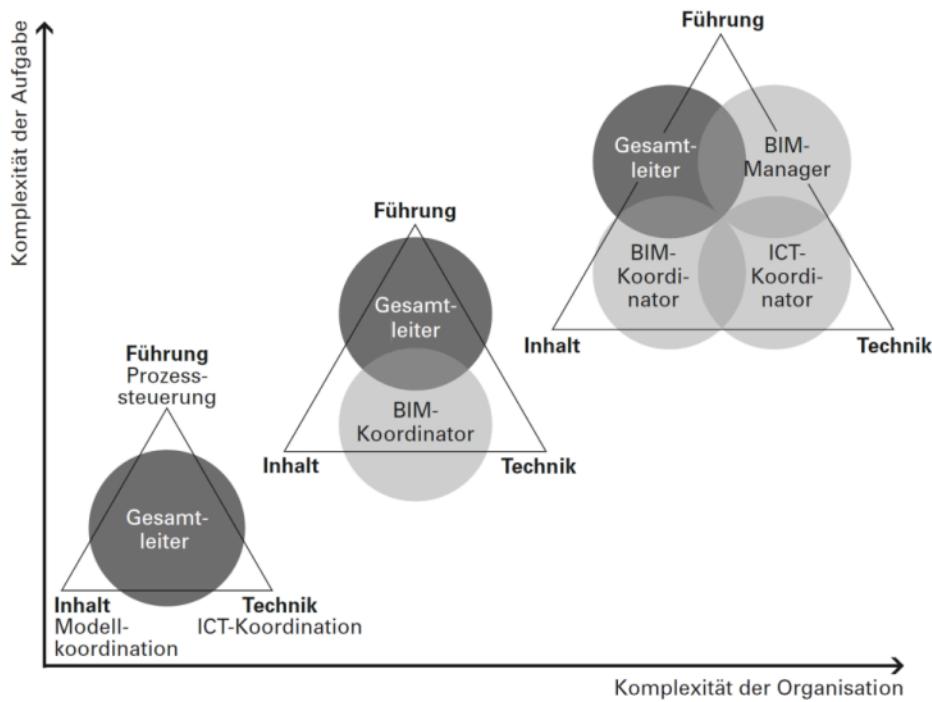 Komplexität der Aufgabe
Führung
Gesamt-
leiter
BIM-
Manager
BIM-
Koordi-
nator
ICT-
Koordi-
nator
Inhalt
Technik
Führung
Gesamt-
leiter
BIM-
Koordinator
Inhalt
Technik
Führung
Prozess-
steuerung
Gesamt-
leiter
Inhalt
Modell-
koordination
Technik
ICT-Koordination
Komplexität der Organisation